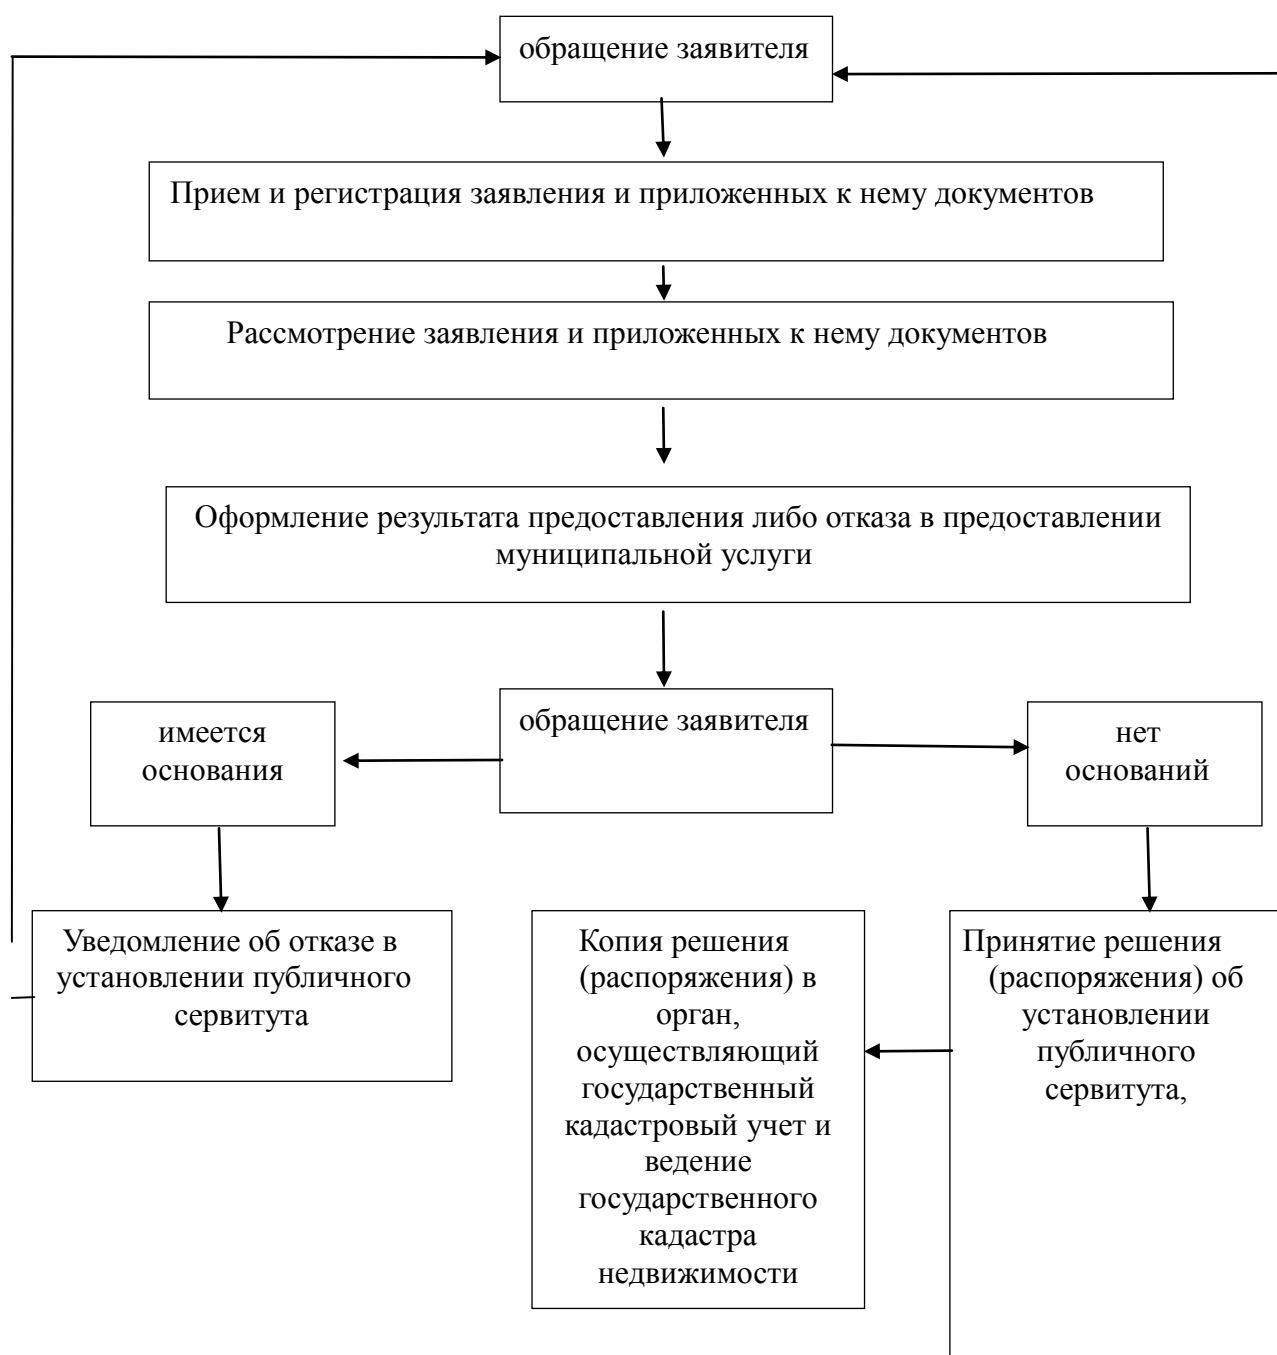 обращение заявителя
Прием и регистрация заявления и приложенных к нему документов
Рассмотрение заявления и приложенных к нему документов
Оформление результата предоставления либо отказа в предоставлении
муниципальной услуги
имеется
основания
обращение заявителя
нет
оснований
Уведомление об отказе в
установлении публичного
сервитута
Копия решения
(распоряжения) в
орган,
осуществляющий
государственный
кадастровый учет и
ведение
государственного
кадастра
недвижимости
Принятие решения
(распоряжения) об
установлении
публичного
сервитута,